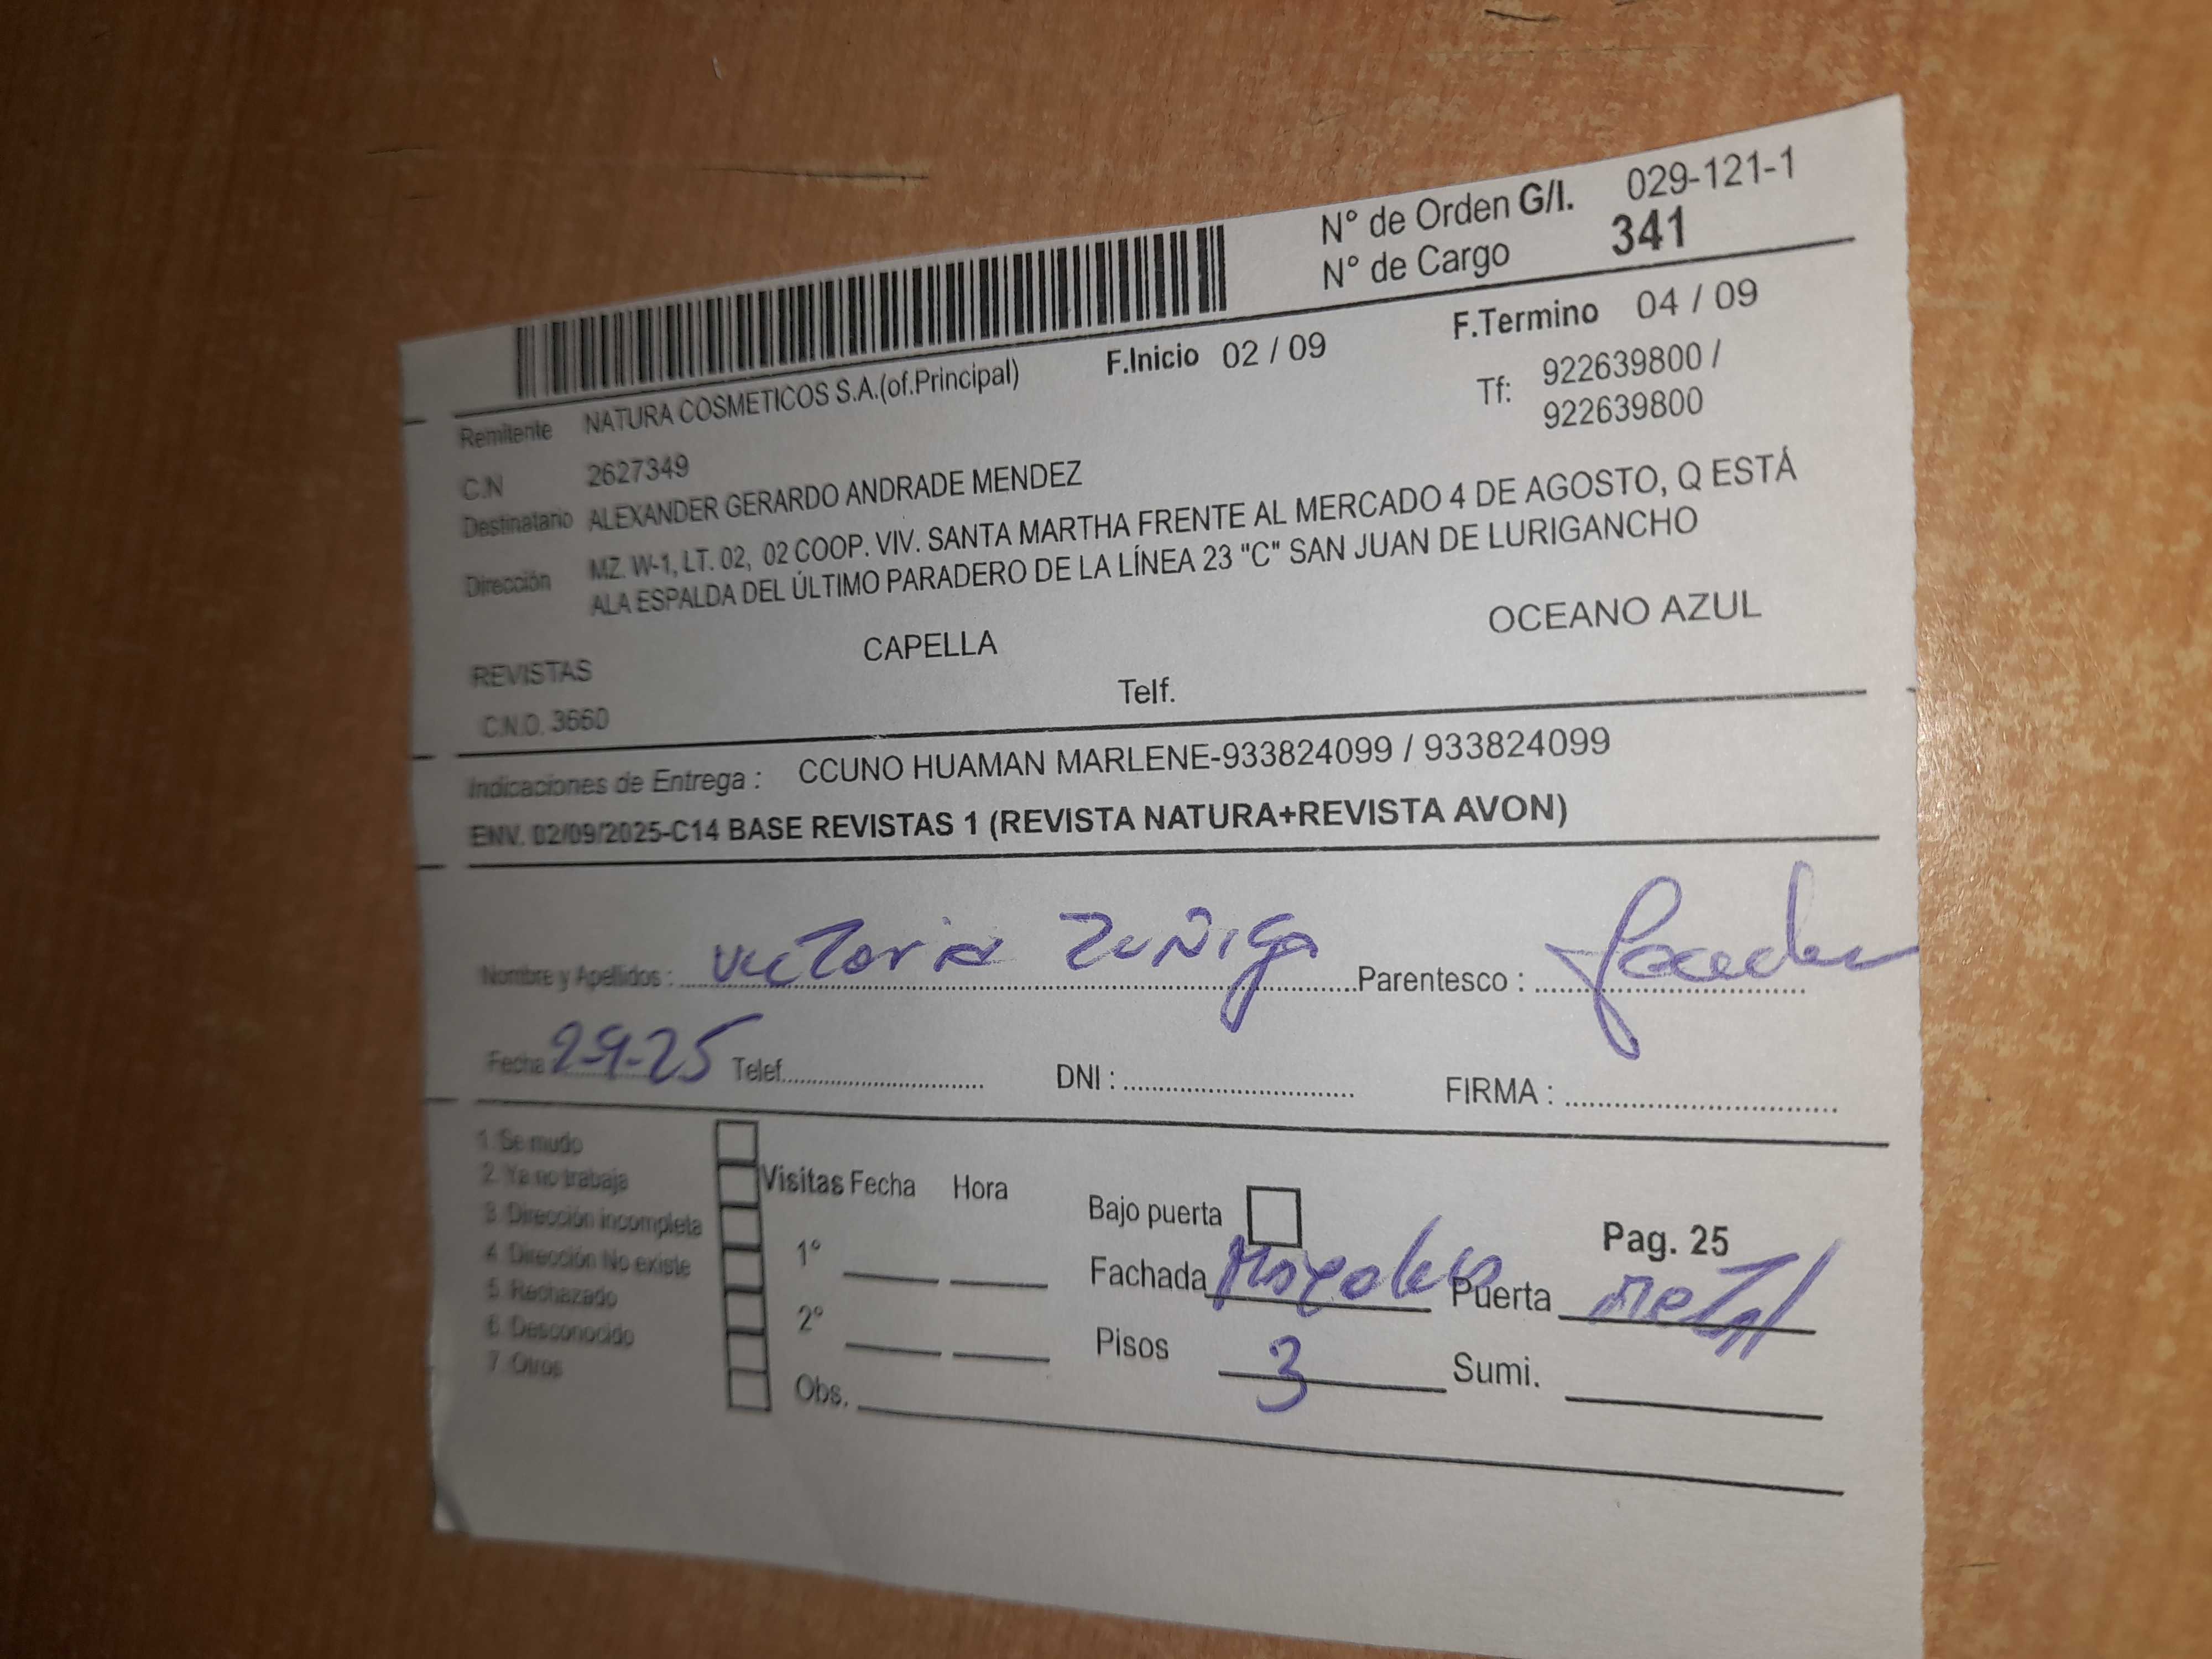 N° de Orden G/I. 029-121-1
N° de Cargo 341
F.Inicio 02 / 09 F.Termino 04 / 09
Remitente NATURA COSMETICOS S.A.(of.Principal) Tf: 922639800 /
922639800
C.N 2627349
Destinatario ALEXANDER GERARDO ANDRADE MENDEZ
Dirección MZ. W-1, LT. 02, 02 COOP. VIV. SANTA MARTHA FRENTE AL MERCADO 4 DE AGOSTO, Q ESTÁ
ALA ESPALDA DEL ÚLTIMO PARADERO DE LA LÍNEA 23 "C" SAN JUAN DE LURIGANCHO
REVISTAS CAPELLA OCEANO AZUL
C.N.O. 3660 Telf.
Indicaciones de Entrega : CCUNO HUAMAN MARLENE-933824099 / 933824099
ENV. 02/09/2025-C14 BASE REVISTAS 1 (REVISTA NATURA+REVISTA AVON)
Nombre y Apellidos : Victoria Zuñiga Parentesco :
Fecha 2-9-25 Telef. DNI : FIRMA :
1. Se mudo
2. Ya no trabaja Visitas Fecha Hora
3. Dirección incompleta Bajo puerta Pag. 25
4. Dirección No existe 1° Fachada Puerta Metal
5. Rechazado
6. Desconocido 2° Pisos 3 Sumi.
7. Otros Obs.